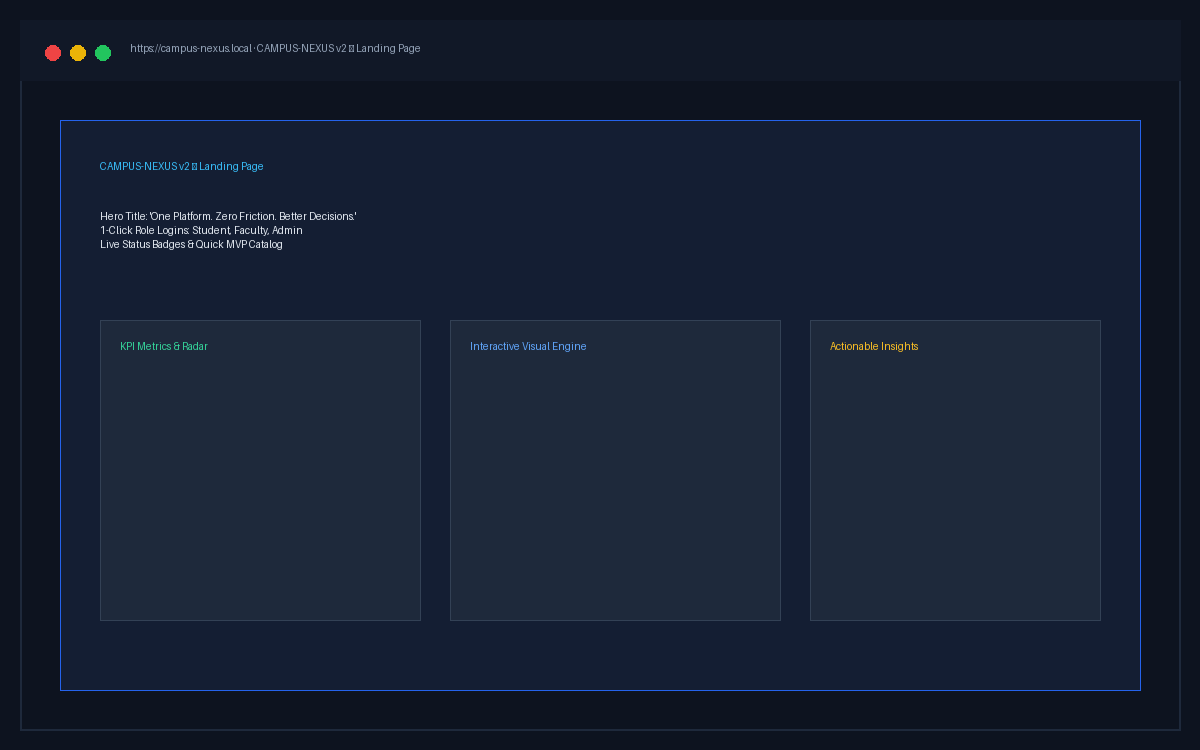 https://campus-nexus.local · CAMPUS-NEXUS v2 ▯ Landing Page
CAMPUS-NEXUS v2 ▯ Landing Page
Hero Title: 'One Platform. Zero Friction. Better Decisions.'
1-Click Role Logins: Student, Faculty, Admin
Live Status Badges & Quick MVP Catalog
KPI Metrics & Radar
Interactive Visual Engine
Actionable Insights